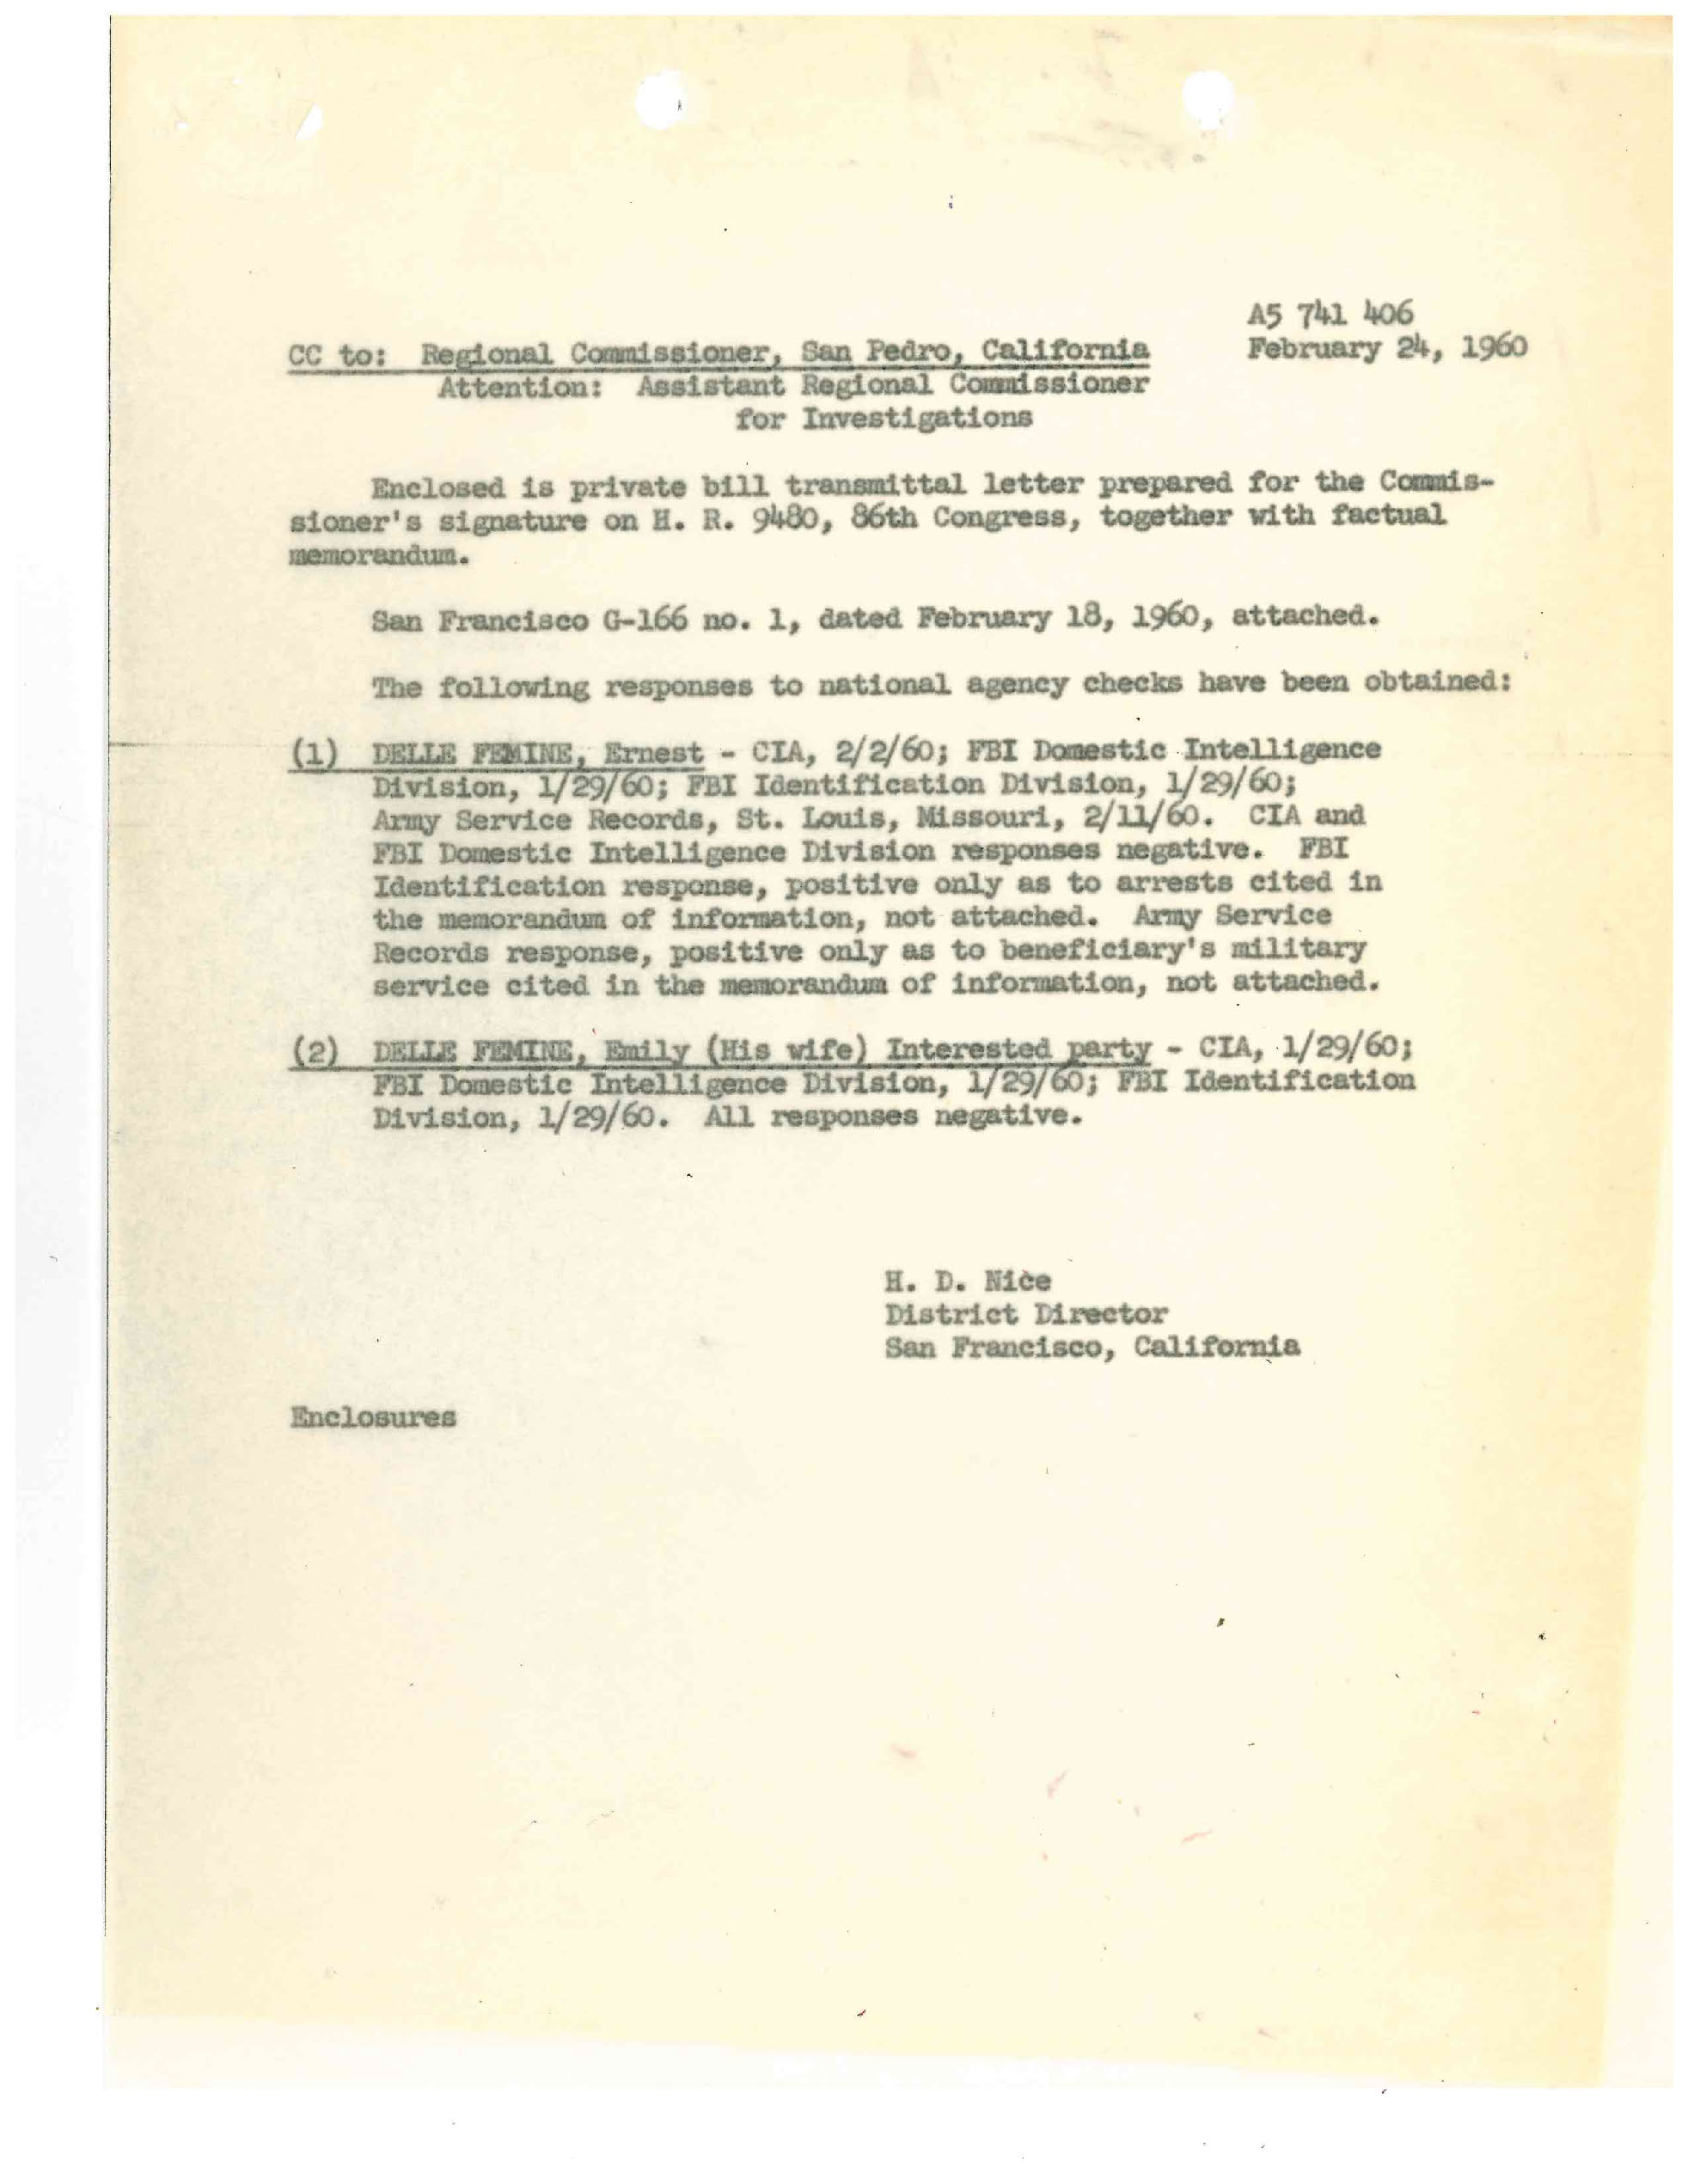 A5 741 406
CC to: Regional Commissioner, San Pedro, California February 24, 1960
Attention: Assistant Regional Commissioner
for Investigations
Enclosed is private bill transmittal letter prepared for the Commis-
sioner's signature on H. R. 9480, 86th Congress, together with factual
memorandum.
San Francisco G-166 no. 1, dated February 18, 1960, attached.
The following responses to national agency checks have been obtained:
(1) DELLE FEMINE, Ernest - CIA, 2/2/60; FBI Domestic Intelligence
Division, 1/29/60; FBI Identification Division, 1/29/60;
Army Service Records, St. Louis, Missouri, 2/11/60. CIA and
FBI Domestic Intelligence Division responses negative. FBI
Identification response, positive only as to arrests cited in
the memorandum of information, not attached. Army Service
Records response, positive only as to beneficiary's military
service cited in the memorandum of information, not attached.
(2) DELLE FEMINE, Emily (His wife) Interested party - CIA, 1/29/60;
FBI Domestic Intelligence Division, 1/29/60; FBI Identification
Division, 1/29/60. All responses negative.
H. D. Nice
District Director
San Francisco, California
Enclosures